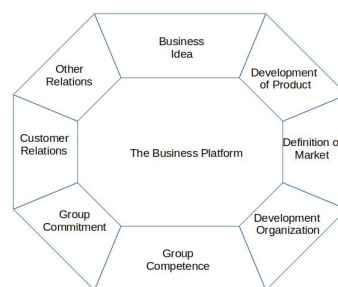 Business
Idea
Other
Relations
Development
of Product
Customer
Relations
The Business Platform
Definition o
Market
Group
Commitment
Development
Organization
Group
Competence